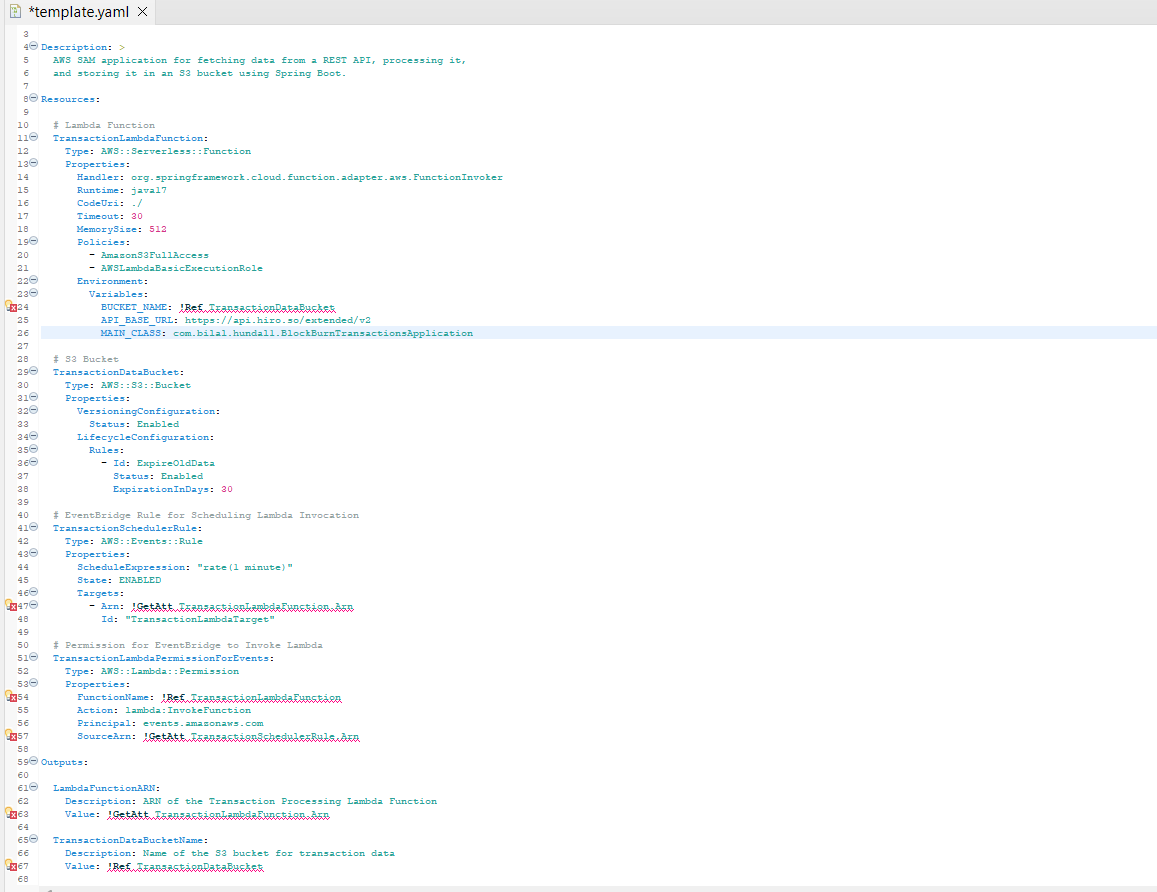 *template.yaml
3
4 Description: >
5   AWS SAM application for fetching data from a REST API, processing it,
6   and storing it in an S3 bucket using Spring Boot.
7
8 Resources:
9
10   # Lambda Function
11   TransactionLambdaFunction:
12     Type: AWS::Serverless::Function
13     Properties:
14       Handler: org.springframework.cloud.function.adapter.aws.FunctionInvoker
15       Runtime: java17
16       CodeUri: ./
17       Timeout: 30
18       MemorySize: 512
19       Policies:
20         - AmazonS3FullAccess
21         - AWSLambdaBasicExecutionRole
22       Environment:
23         Variables:
24           BUCKET_NAME: !Ref TransactionDataBucket
25           API_BASE_URL: https://api.hiro.so/extended/v2
26           MAIN_CLASS: com.bilal.hundall.BlockBurnTransactionsApplication
27
28   # S3 Bucket
29   TransactionDataBucket:
30     Type: AWS::S3::Bucket
31     Properties:
32       VersioningConfiguration:
33         Status: Enabled
34       LifecycleConfiguration:
35         Rules:
36           - Id: ExpireOldData
37             Status: Enabled
38             ExpirationInDays: 30
39
40   # EventBridge Rule for Scheduling Lambda Invocation
41   TransactionSchedulerRule:
42     Type: AWS::Events::Rule
43     Properties:
44       ScheduleExpression: "rate(1 minute)"
45       State: ENABLED
46       Targets:
47         - Arn: !GetAtt TransactionLambdaFunction.Arn
48           Id: "TransactionLambdaTarget"
49
50   # Permission for EventBridge to Invoke Lambda
51   TransactionLambdaPermissionForEvents:
52     Type: AWS::Lambda::Permission
53     Properties:
54       FunctionName: !Ref TransactionLambdaFunction
55       Action: lambda:InvokeFunction
56       Principal: events.amazonaws.com
57       SourceArn: !GetAtt TransactionSchedulerRule.Arn
58
59 Outputs:
60
61   LambdaFunctionARN:
62     Description: ARN of the Transaction Processing Lambda Function
63     Value: !GetAtt TransactionLambdaFunction.Arn
64
65   TransactionDataBucketName:
66     Description: Name of the S3 bucket for transaction data
67     Value: !Ref TransactionDataBucket
68